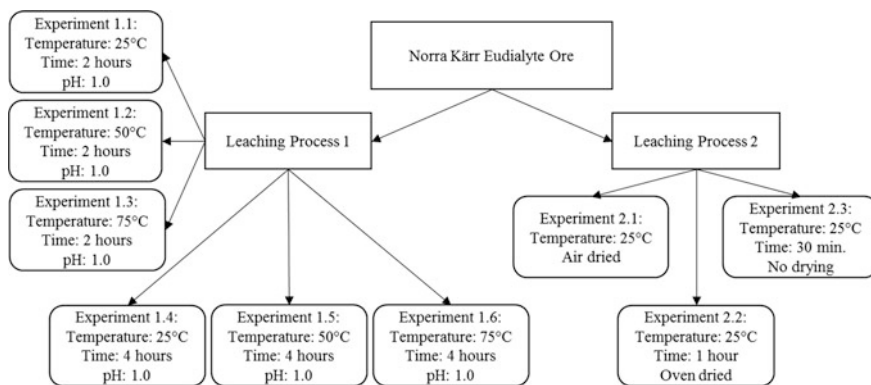 Norra Kärr Eudialyte Ore
Leaching Process 1
Leaching Process 2
Experiment 1.1:
Temperature: 25°C
Time: 2 hours
pH: 1.0
Experiment 1.2:
Temperature: 50°C
Time: 2 hours
pH: 1.0
Experiment 1.3:
Temperature: 75°C
Time: 2 hours
pH: 1.0
Experiment 1.4:
Temperature: 25°C
Time: 4 hours
pH: 1.0
Experiment 1.5:
Temperature: 50°C
Time: 4 hours
pH: 1.0
Experiment 1.6:
Temperature: 75°C
Time: 4 hours
pH: 1.0
Experiment 2.1:
Temperature: 25°C
Air dried
Experiment 2.2:
Temperature: 25°C
Time: 1 hour
Oven dried
Experiment 2.3:
Temperature: 25°C
Time: 30 min.
No drying